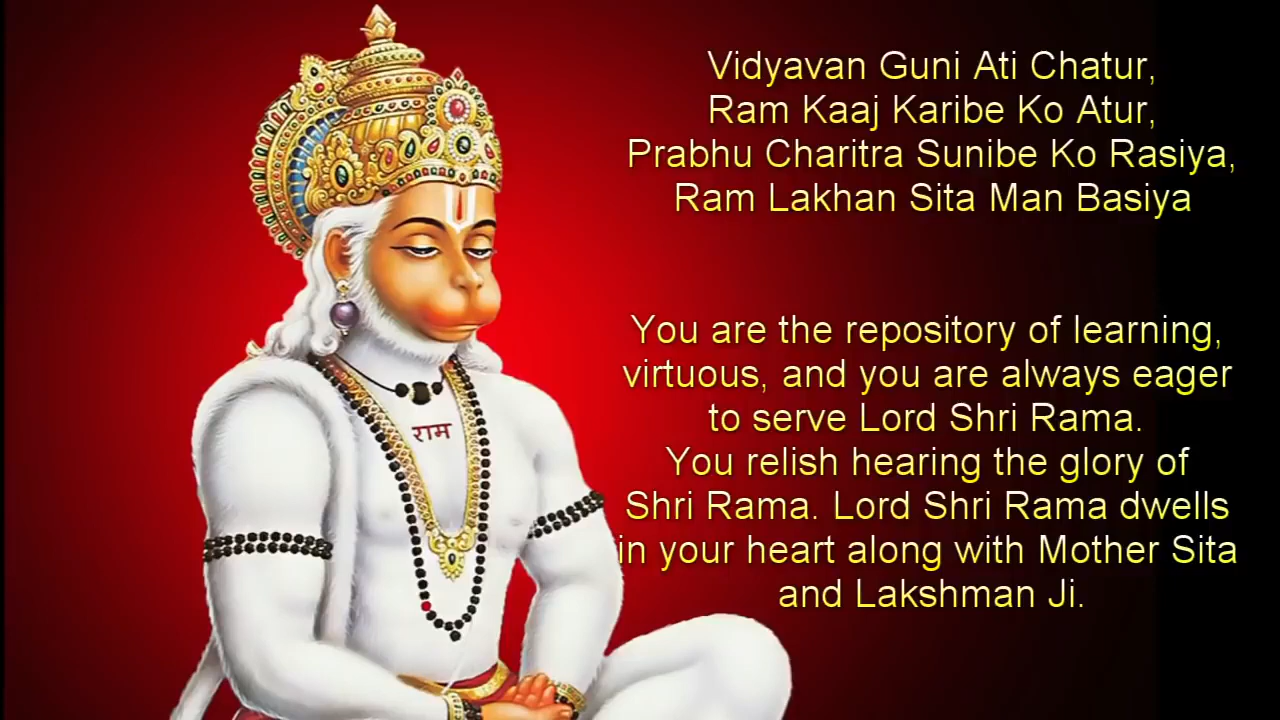 Vidyavan Guni Ati Chatur,
Ram Kaaj Karibe Ko Atur,
Prabhu Charitra Sunibe Ko Rasiya,
Ram Lakhan Sita Man Basiya
You are the repository of learning,
virtuous, and you are always eager
to serve Lord Shri Rama.
You relish hearing the glory of
Shri Rama. Lord Shri Rama dwells
in your heart along with Mother Sita
and Lakshman Ji.
राम